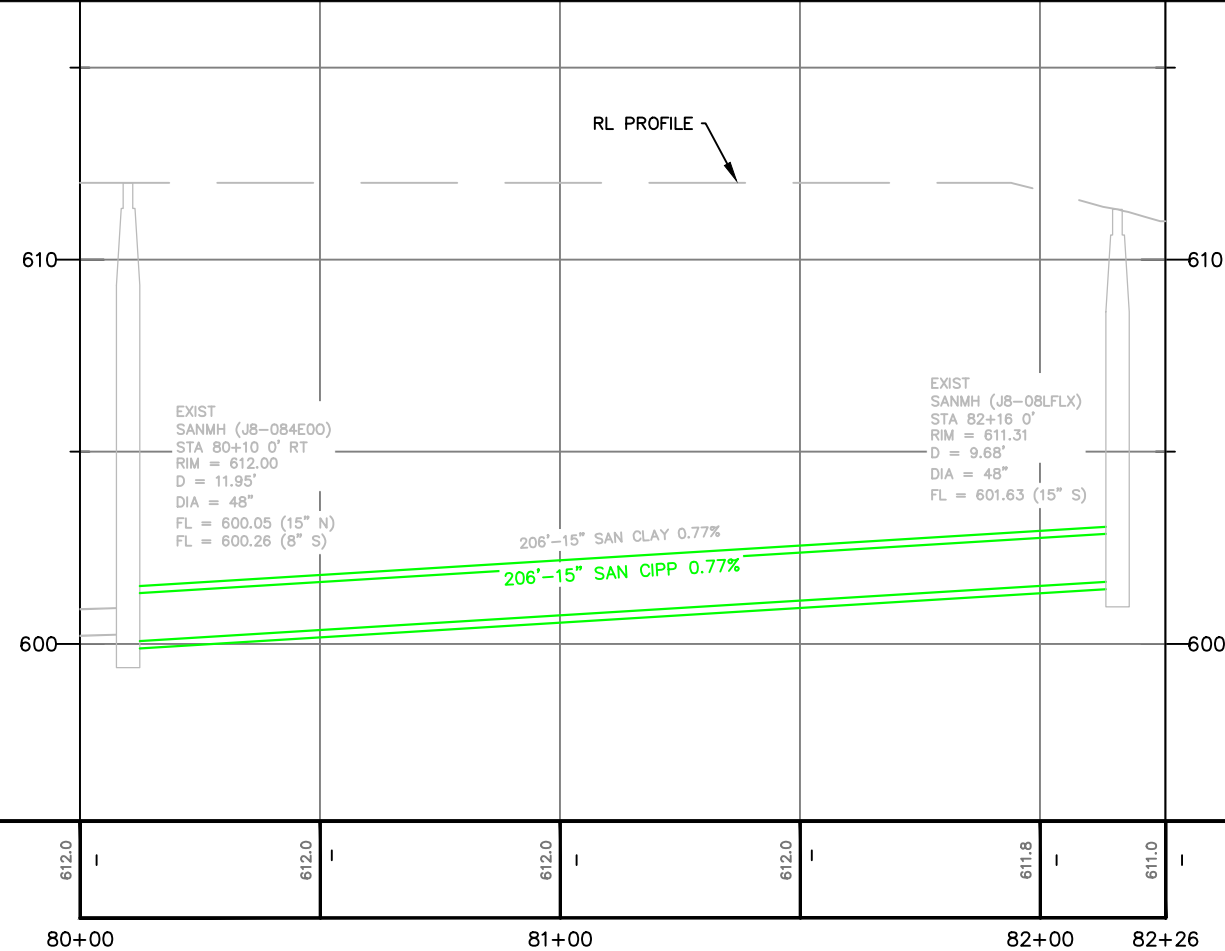 RL PROFILE
610
610
EXIST
SANMH (J8-084E00)
STA 80+10 0' RT
RIM = 612.00
D = 11.95'
DIA = 48"
FL = 600.05 (15" N)
FL = 600.26 (8" S)
EXIST
SANMH (J8-08LFLX)
STA 82+16 0'
RIM = 611.31
D = 9.68'
DIA = 48"
FL = 601.63 (15" S)
206'-15" SAN CLAY 0.77%
206'-15" SAN CIPP 0.77%
600
600
612.0
-
612.0
-
612.0
-
612.0
-
611.8
-
611.0
-
80+00
81+00
82+00
82+26